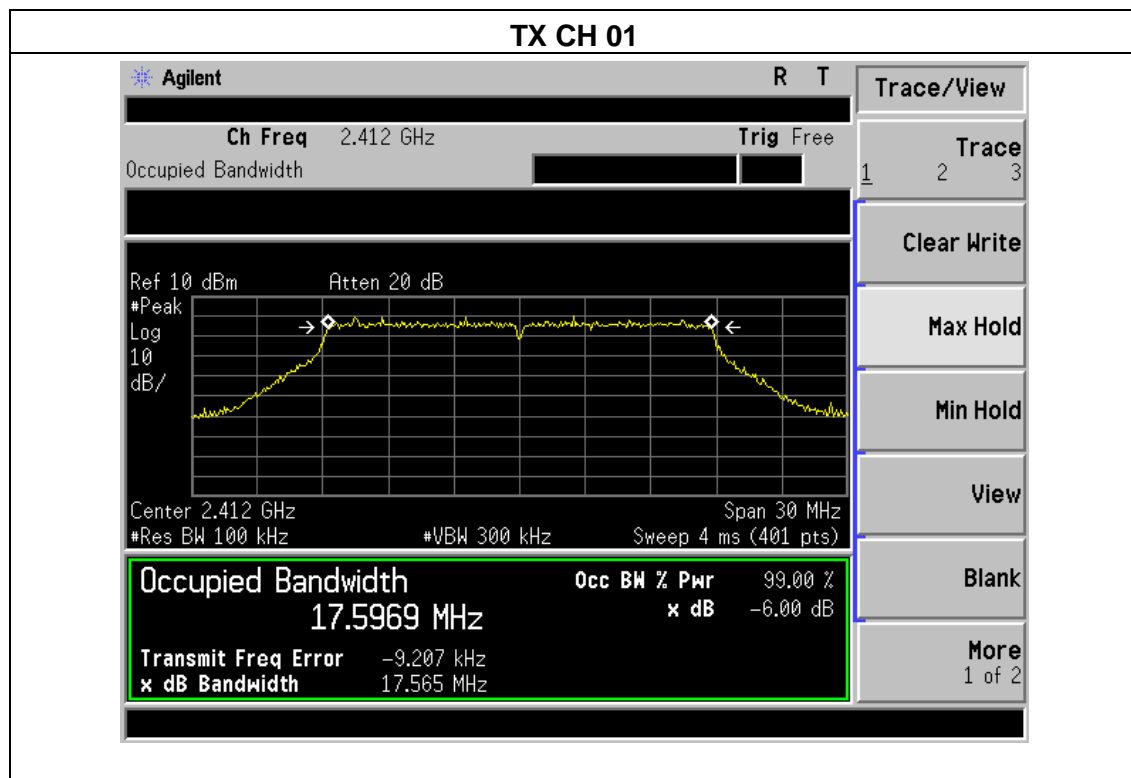 TX CH 01
Agilent R T
Ch Freq 2.412 GHz Trig Free
Occupied Bandwidth
Ref 10 dBm Atten 20 dB
#Peak
Log
10
dB/
Center 2.412 GHz Span 30 MHz
#Res BW 100 kHz #VBW 300 kHz Sweep 4 ms (401 pts)
Occupied Bandwidth Occ BW % Pwr 99.00 %
17.5969 MHz x dB -6.00 dB
Transmit Freq Error -9.207 kHz
x dB Bandwidth 17.565 MHz
Trace/View
Trace
1 2 3
Clear Write
Max Hold
Min Hold
View
Blank
More
1 of 2